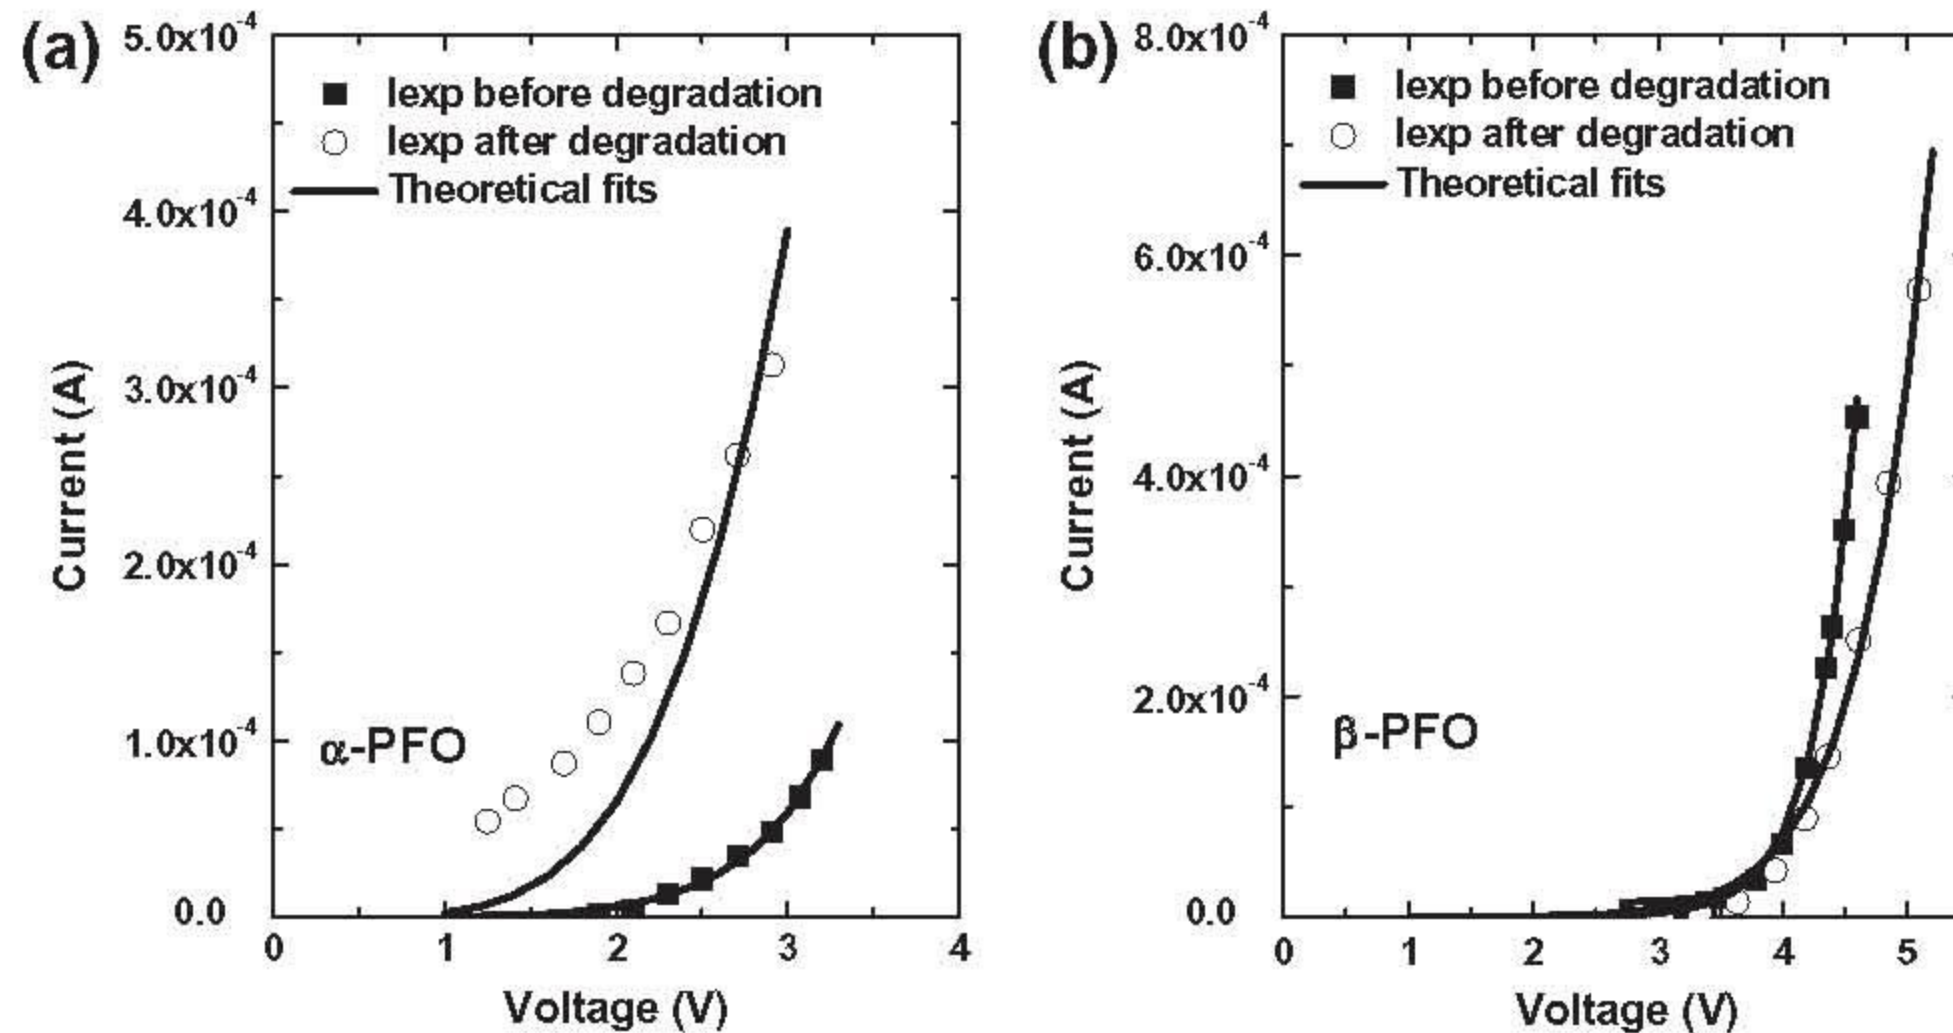 (a)
5.0x10⁻⁴
4.0x10⁻⁴
3.0x10⁻⁴
2.0x10⁻⁴
1.0x10⁻⁴
0.0
Current (A)
Iexp before degradation
Iexp after degradation
Theoretical fits
α-PFO
0 1 2 3 4
Voltage (V)
(b)
8.0x10⁻⁴
6.0x10⁻⁴
4.0x10⁻⁴
2.0x10⁻⁴
0.0
Current (A)
Iexp before degradation
Iexp after degradation
Theoretical fits
β-PFO
0 1 2 3 4 5
Voltage (V)